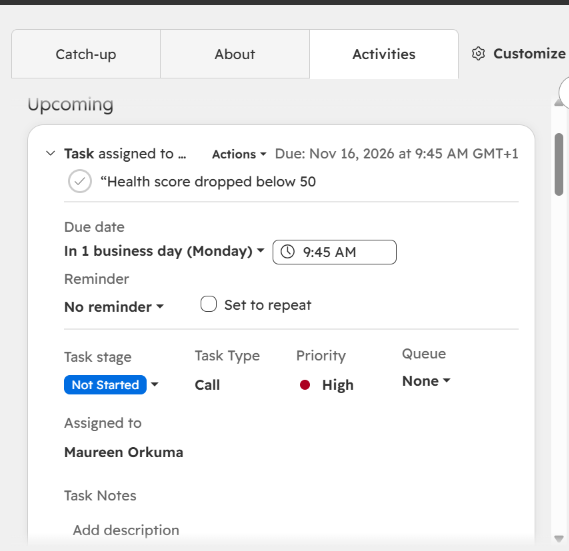 Catch-up About Activities Customize
Upcoming
Task assigned to ... Actions Due: Nov 16, 2026 at 9:45 AM GMT+1
“Health score dropped below 50
Due date
In 1 business day (Monday) 9:45 AM
Reminder
No reminder Set to repeat
Task stage Task Type Priority Queue
Not Started Call High None
Assigned to
Maureen Orkuma
Task Notes
Add description